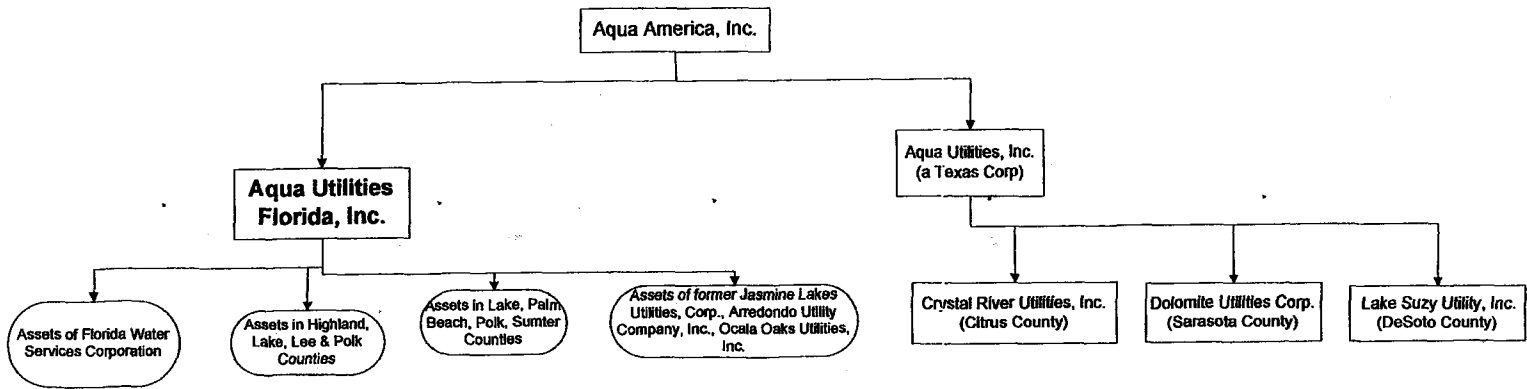 Aqua America, Inc.
Aqua Utilities
Florida, Inc.
Aqua Utilities, Inc.
(a Texas Corp)
Assets of Florida Water
Services Corporation
Assets in Highland,
Lake, Lee & Polk
Counties
Assets in Lake, Palm
Beach, Polk, Sumter
Counties
Assets of former Jasmine Lakes
Utilities, Corp., Arredondo Utility
Company, Inc., Ocala Oaks Utilities,
Inc.
Crystal River Utilities, Inc.
(Citrus County)
Dolomite Utilities Corp.
(Sarasota County)
Lake Suzy Utility, Inc.
(DeSoto County)